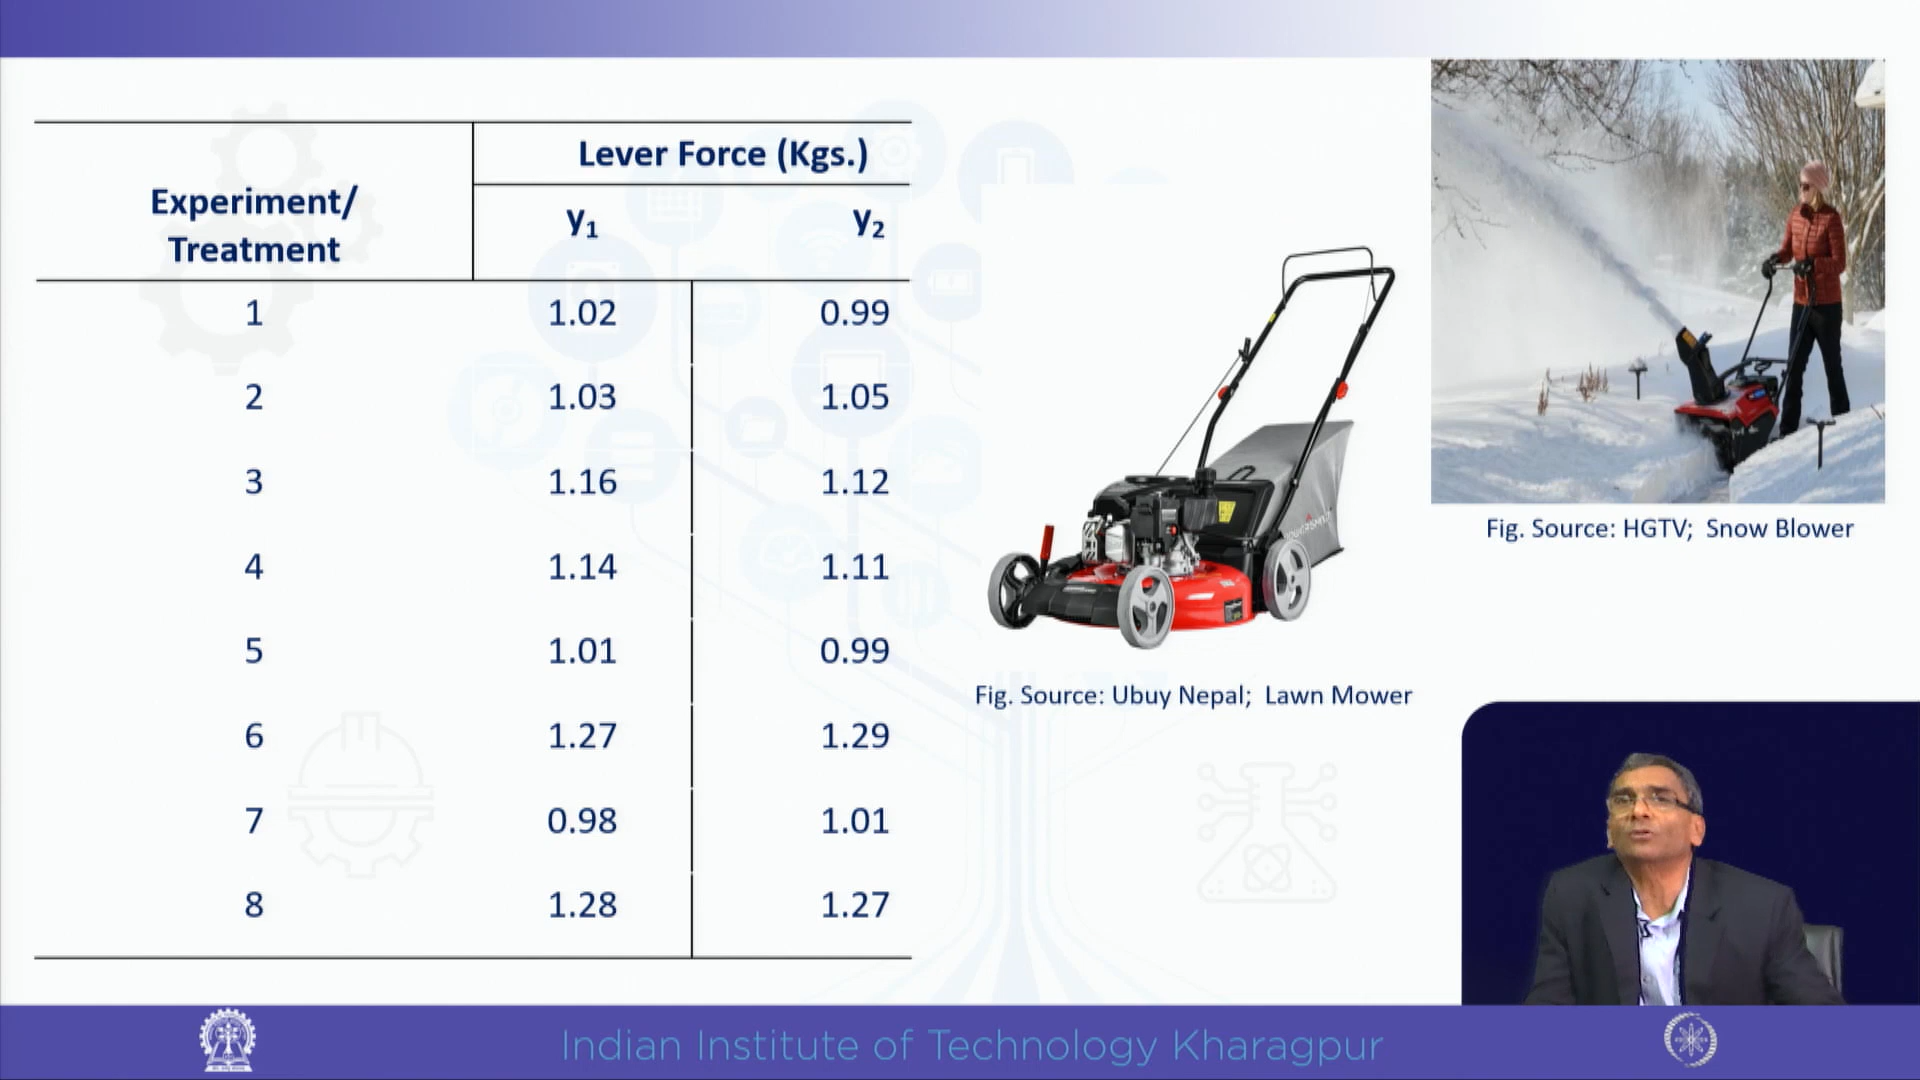 Lever Force (Kgs.)
Experiment/
Treatment
y₁ y₂
1 1.02 0.99
2 1.03 1.05
3 1.16 1.12
4 1.14 1.11
5 1.01 0.99
6 1.27 1.29
7 0.98 1.01
8 1.28 1.27
Fig. Source: HGTV; Snow Blower
Fig. Source: Ubuy Nepal; Lawn Mower
Indian Institute of Technology Kharagpur